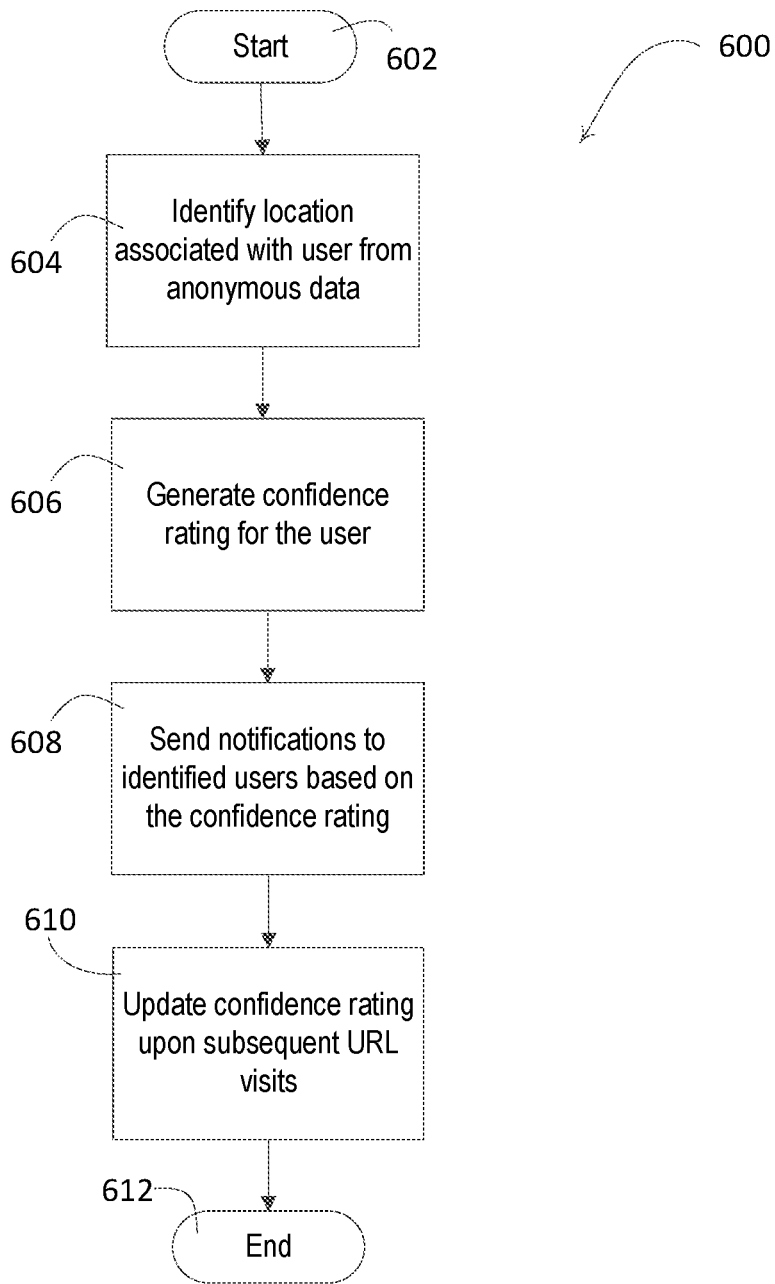 Start
602
600
Identify location
associated with user from
anonymous data
604
Generate confidence
rating for the user
606
Send notifications to
identified users based on
the confidence rating
608
610
Update confidence rating
upon subsequent URL
visits
612
End